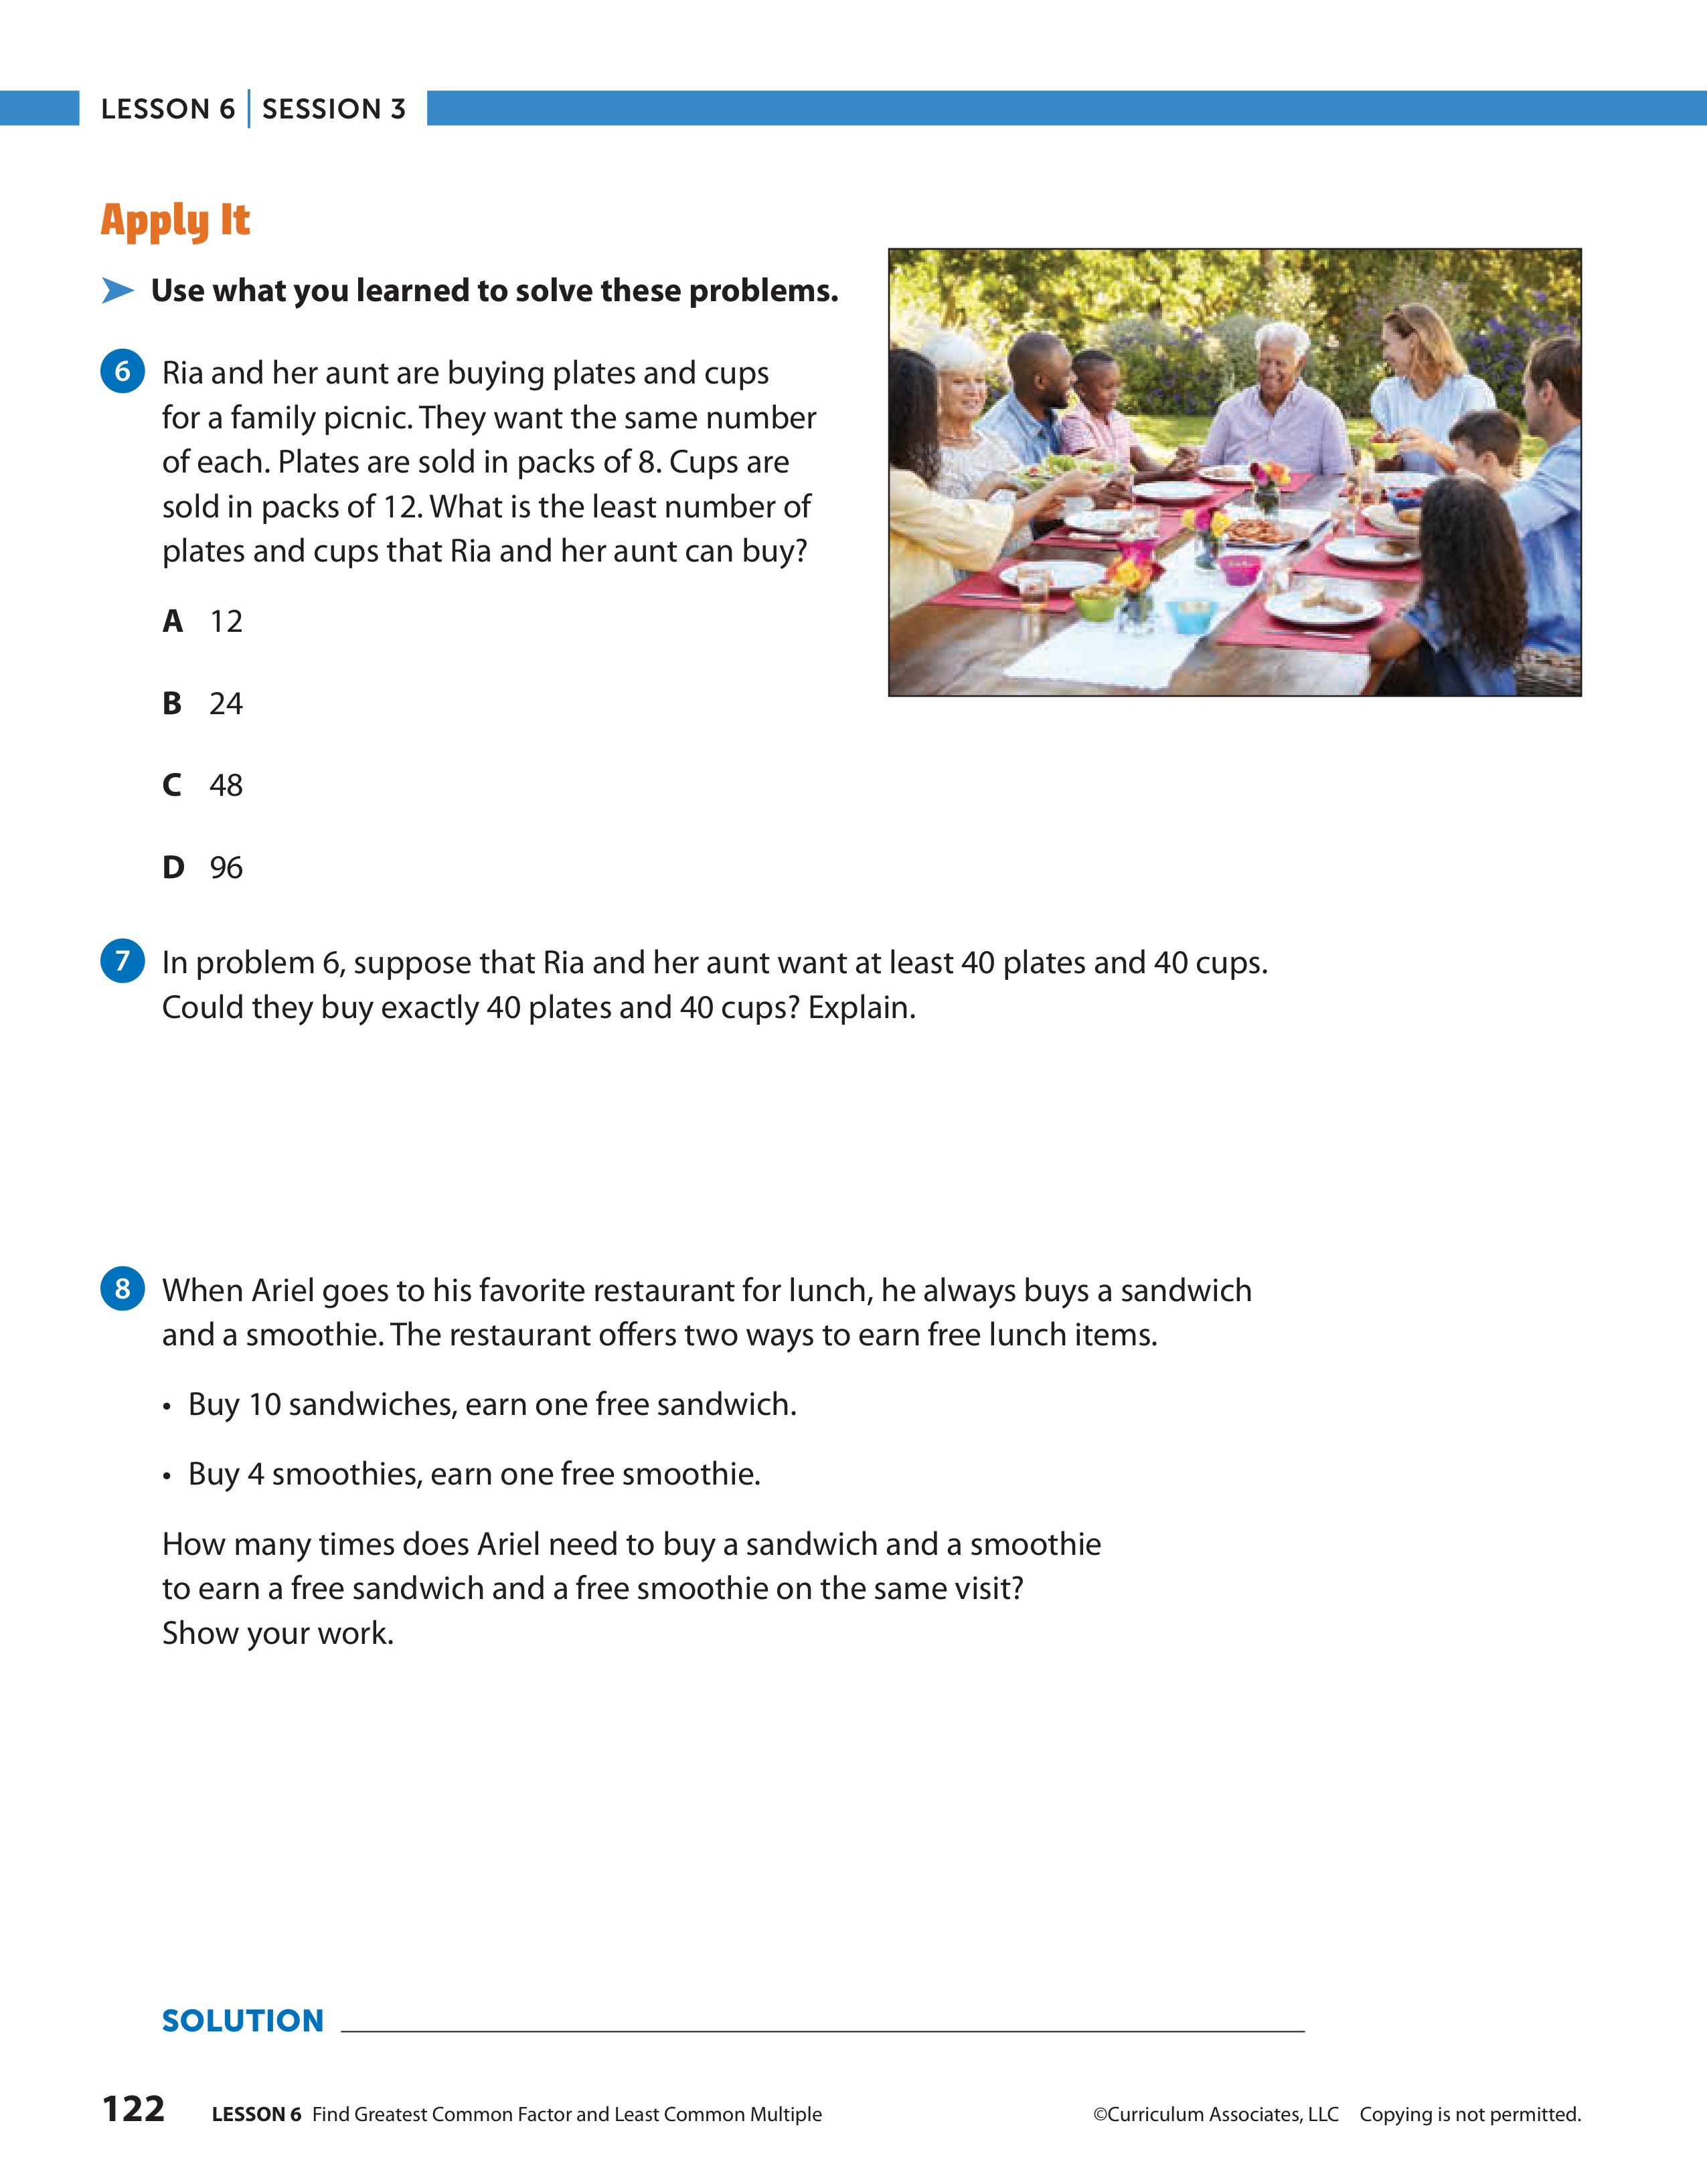 LESSON 6 | SESSION 3
Apply It
Use what you learned to solve these problems.
6 Ria and her aunt are buying plates and cups
for a family picnic. They want the same number
of each. Plates are sold in packs of 8. Cups are
sold in packs of 12. What is the least number of
plates and cups that Ria and her aunt can buy?
A 12
B 24
C 48
D 96
7 In problem 6, suppose that Ria and her aunt want at least 40 plates and 40 cups.
Could they buy exactly 40 plates and 40 cups? Explain.
8 When Ariel goes to his favorite restaurant for lunch, he always buys a sandwich
and a smoothie. The restaurant offers two ways to earn free lunch items.
• Buy 10 sandwiches, earn one free sandwich.
• Buy 4 smoothies, earn one free smoothie.
How many times does Ariel need to buy a sandwich and a smoothie
to earn a free sandwich and a free smoothie on the same visit?
Show your work.
SOLUTION
122 LESSON 6 Find Greatest Common Factor and Least Common Multiple ©Curriculum Associates, LLC Copying is not permitted.